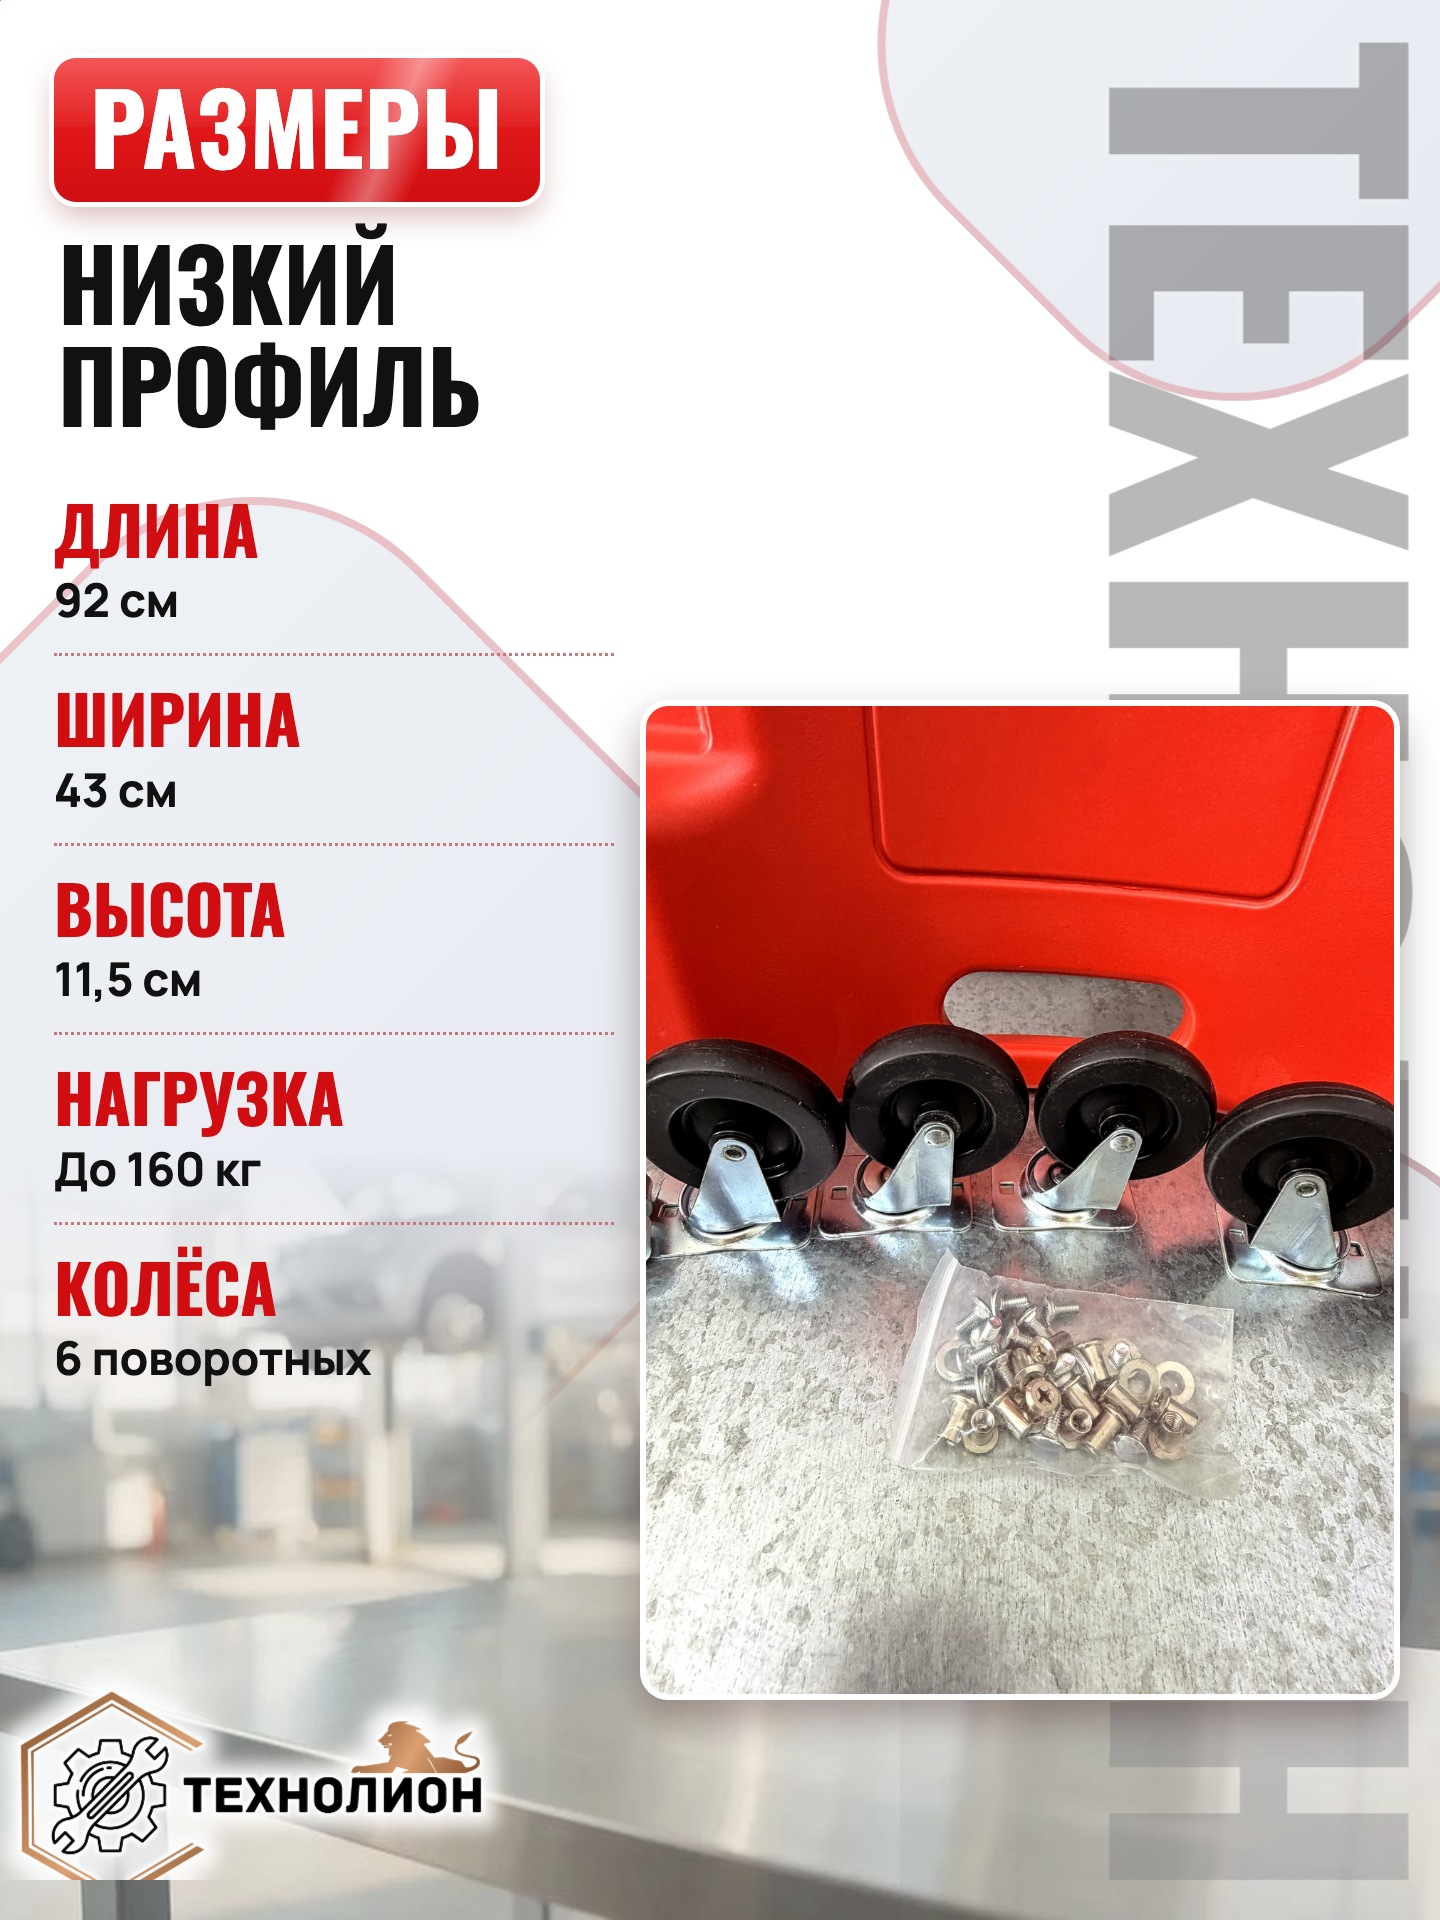 РАЗМЕРЫ
НИЗКИЙ
ПРОФИЛЬ
ДЛИНА
92 см
ШИРИНА
43 см
ВЫСОТА
11,5 см
НАГРУЗКА
До 160 кг
КОЛЁСА
6 поворотных
ТЕХНОЛИОН
ТЕХНОЛИОН